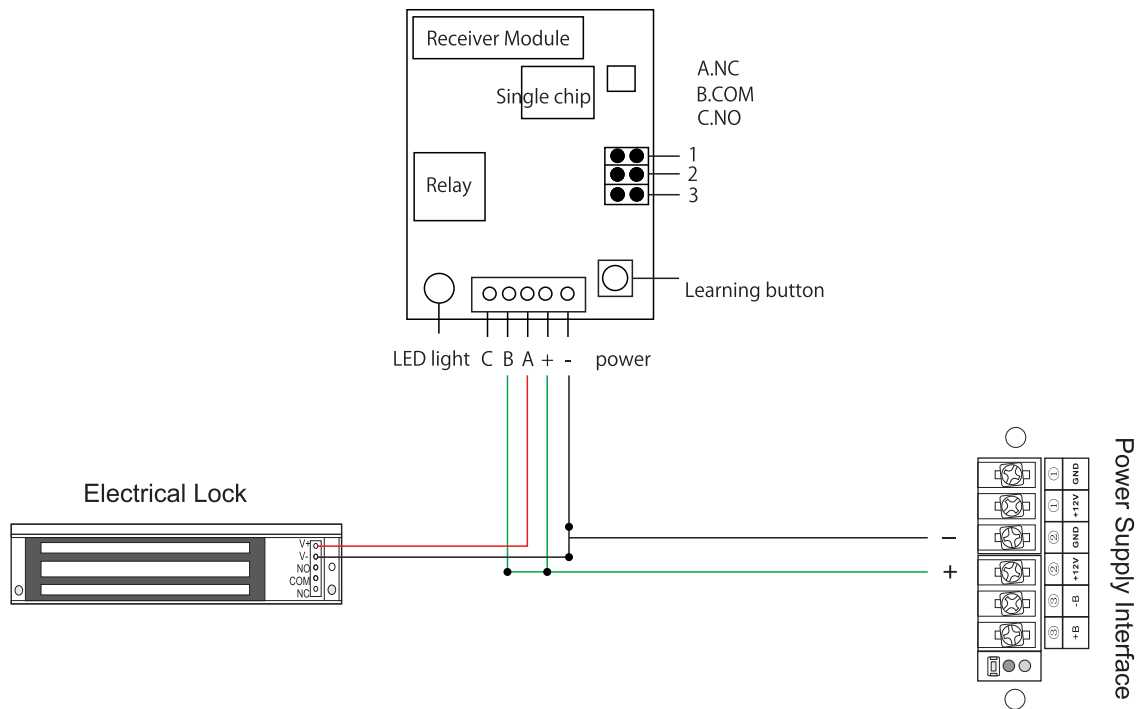 Receiver Module
Single chip
A.NC
B.COM
C.NO
1
2
3
Relay
Learning button
LED light C B A + - power
Electrical Lock
V+
V-
NO
COM
NC
−
+
① GND
① +12V
② GND
② +12V
③ -B
③ +B
Power Supply Interface